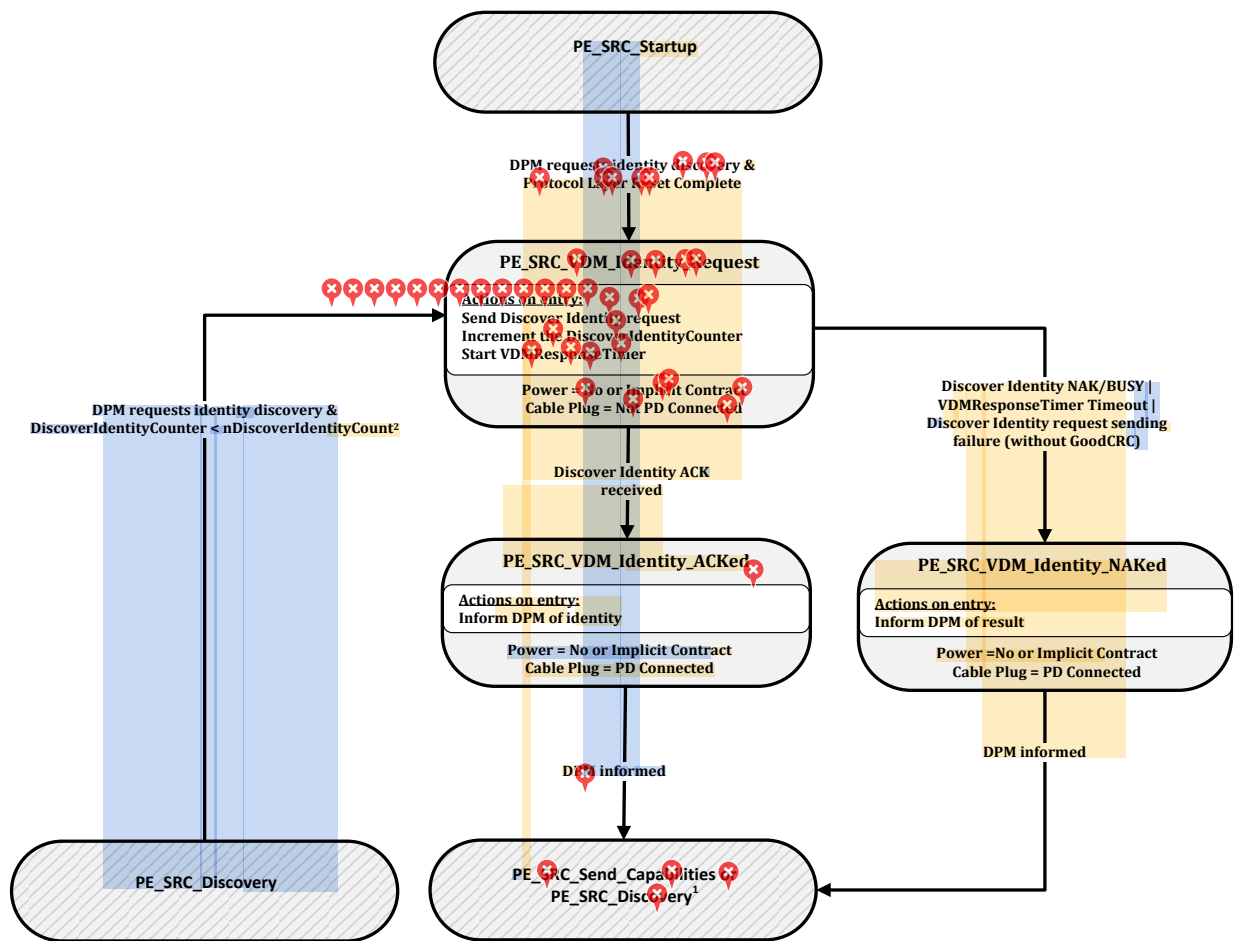 PE_SRC_Startup
DPM requests identity discovery &
Protocol Layer Reset Complete
PE_SRC_VDM_Identity_Request
Actions on entry:
Send Discover Identity request
Increment the DiscoverIdentityCounter
Start VDMResponseTimer
Power = No or Implicit Contract
Cable Plug = Not PD Connected
DPM requests identity discovery &
DiscoverIdentityCounter < nDiscoverIdentityCount²
Discover Identity NAK/BUSY |
VDMResponseTimer Timeout |
Discover Identity request sending
failure (without GoodCRC)
Discover Identity ACK
received
PE_SRC_VDM_Identity_ACKed
Actions on entry:
Inform DPM of identity
Power = No or Implicit Contract
Cable Plug = PD Connected
PE_SRC_VDM_Identity_NAKed
Actions on entry:
Inform DPM of result
Power =No or Implicit Contract
Cable Plug = PD Connected
DPM informed
DPM informed
PE_SRC_Discovery
PE_SRC_Send_Capabilities or
PE_SRC_Discovery¹